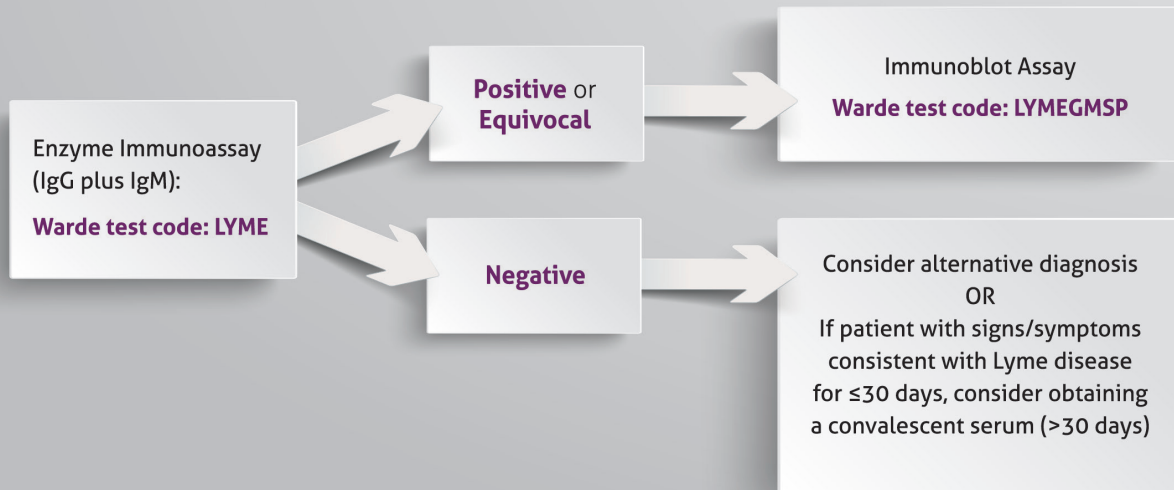 Enzyme Immunoassay
(IgG plus IgM):
Warde test code: LYME
Positive or
Equivocal
Immunoblot Assay
Warde test code: LYMEGMSP
Negative
Consider alternative diagnosis
OR
If patient with signs/symptoms
consistent with Lyme disease
for ≤30 days, consider obtaining
a convalescent serum (>30 days)